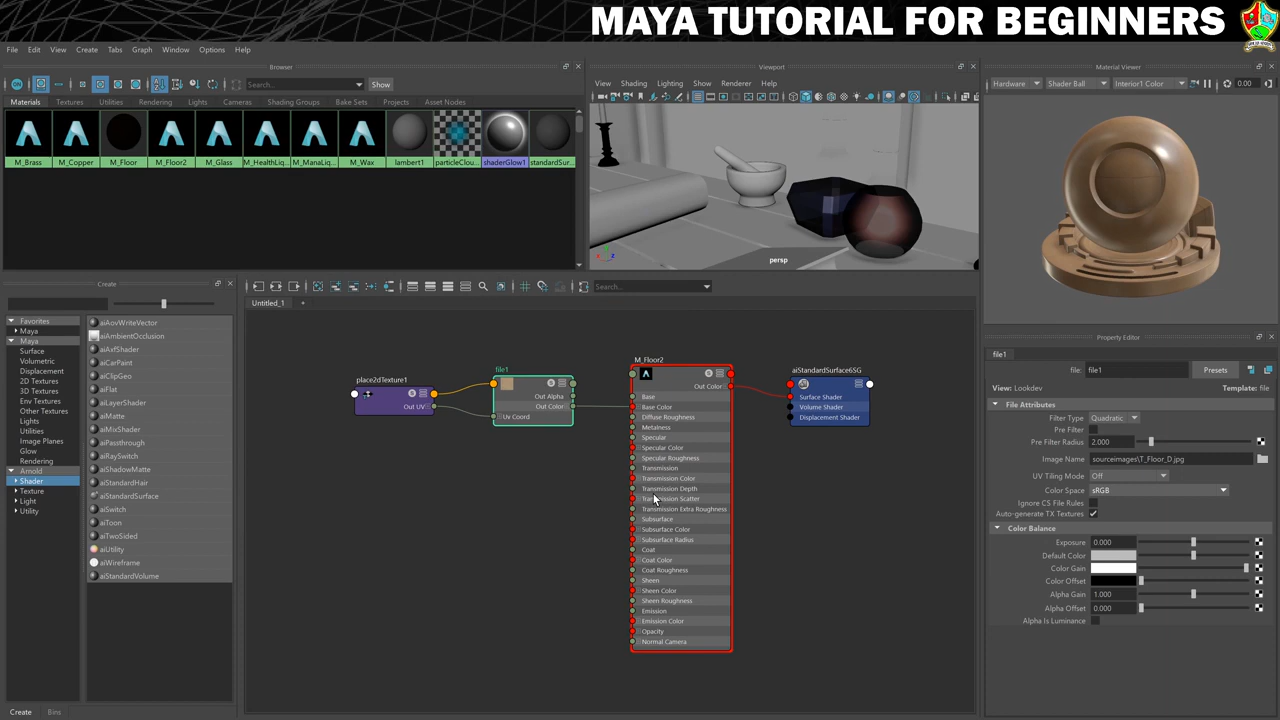 MAYA TUTORIAL FOR BEGINNERS
File Edit View Create Tabs Graph Window Options Help
Browser
Viewport
Material Viewer
Search...
Show
View Shading Lighting Show Renderer Help
Hardware Shader Ball Interior1 Color 0.00
Materials Textures Utilities Rendering Lights Cameras Shading Groups Bake Sets Projects Asset Nodes
M_Brass M_Copper M_Floor M_Floor2 M_Glass M_HealthLiq... M_ManaLiq... M_Wax lambert1 particleClou... shaderGlow1 standardSur...
persp
Create
Search...
Untitled_1 +
Favorites
Maya
Maya
Surface
Volumetric
Displacement
2D Textures
3D Textures
Env Textures
Other Textures
Lights
Utilities
Image Planes
Glow
Rendering
Arnold
Shader
Texture
Light
Utility
aiAovWriteVector
aiAmbientOcclusion
aiAxfShader
aiCarPaint
aiClipGeo
aiFlat
aiLayerShader
aiMatte
aiMixShader
aiPassthrough
aiRaySwitch
aiShadowMatte
aiStandardHair
aiStandardSurface
aiSwitch
aiToon
aiTwoSided
aiUtility
aiWireframe
aiStandardVolume
Create Bins
place2dTexture1
Out UV
file1
Out Alpha
Out Color
Uv Coord
M_Floor2
Out Color
Base
Base Color
Diffuse Roughness
Metalness
Specular
Specular Color
Specular Roughness
Transmission
Transmission Color
Transmission Depth
Transmission Scatter
Transmission Extra Roughness
Subsurface
Subsurface Color
Subsurface Radius
Coat
Coat Color
Coat Roughness
Sheen
Sheen Color
Sheen Roughness
Emission
Emission Color
Opacity
Normal Camera
aiStandardSurface6SG
Surface Shader
Volume Shader
Displacement Shader
Property Editor
file1
file: file1 Presets
View: Lookdev Template: file
File Attributes
Filter Type Quadratic
Pre Filter
Pre Filter Radius 2.000
Image Name sourceimages\T_Floor_D.jpg
UV Tiling Mode Off
Color Space sRGB
Ignore CS File Rules
Auto-generate TX Textures
Color Balance
Exposure 0.000
Default Color
Color Gain
Color Offset
Alpha Gain 1.000
Alpha Offset 0.000
Alpha Is Luminance